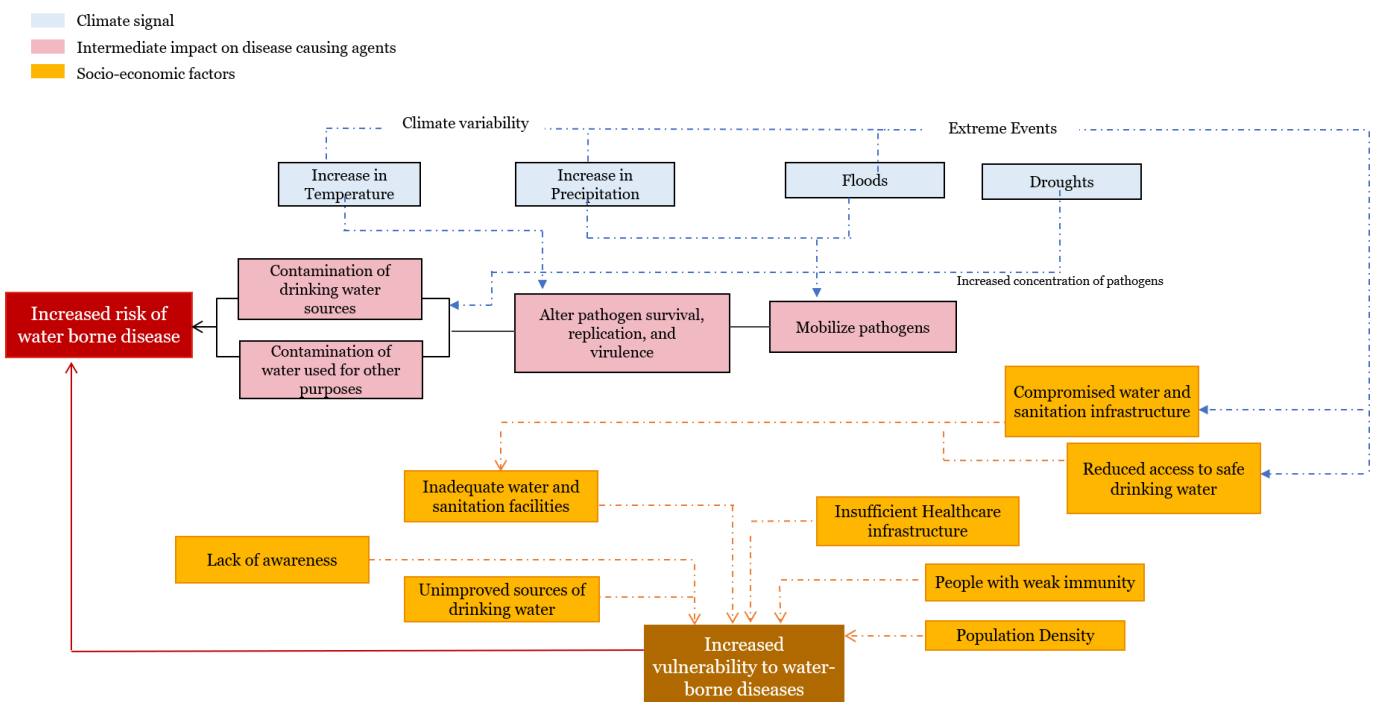 Climate signal
Intermediate impact on disease causing agents
Socio-economic factors
Climate variability
Extreme Events
Increase in
Temperature
Increase in
Precipitation
Floods
Droughts
Increased concentration of pathogens
Contamination of
drinking water
sources
Increased risk of
water borne disease
Alter pathogen survival,
replication, and
virulence
Mobilize pathogens
Contamination of
water used for other
purposes
Compromised water and
sanitation infrastructure
Reduced access to safe
drinking water
Inadequate water and
sanitation facilities
Insufficient Healthcare
infrastructure
Lack of awareness
Unimproved sources of
drinking water
People with weak immunity
Population Density
Increased
vulnerability to water-
borne diseases